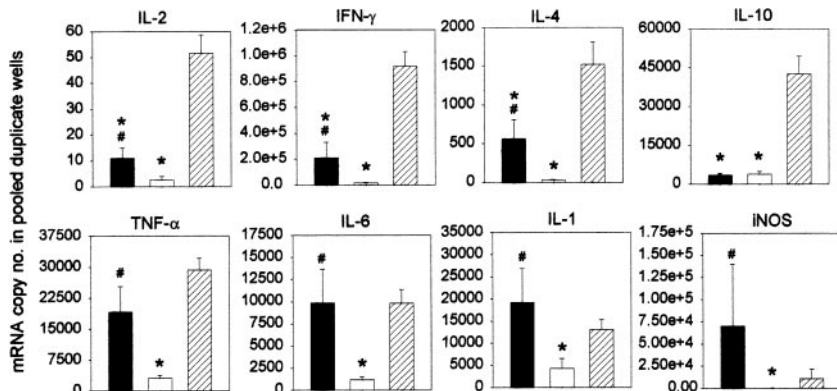 mRNA copy no. in pooled duplicate wells
IL-2
60
50
40
30
20
10
0
*
#
*
IFN-γ
1.2e+6
1.0e+6
8.0e+5
6.0e+5
4.0e+5
2.0e+5
0.0
*
#
*
IL-4
2000
1500
1000
500
0
*
#
*
IL-10
60000
45000
30000
15000
0
*
*
TNF-α
37500
30000
22500
15000
7500
0
#
*
IL-6
17500
15000
12500
10000
7500
5000
2500
0
#
*
IL-1
35000
30000
25000
20000
15000
10000
5000
0
#
*
iNOS
1.75e+5
1.50e+5
1.25e+5
1.00e+5
7.50e+4
5.00e+4
2.50e+4
0.00
#
*